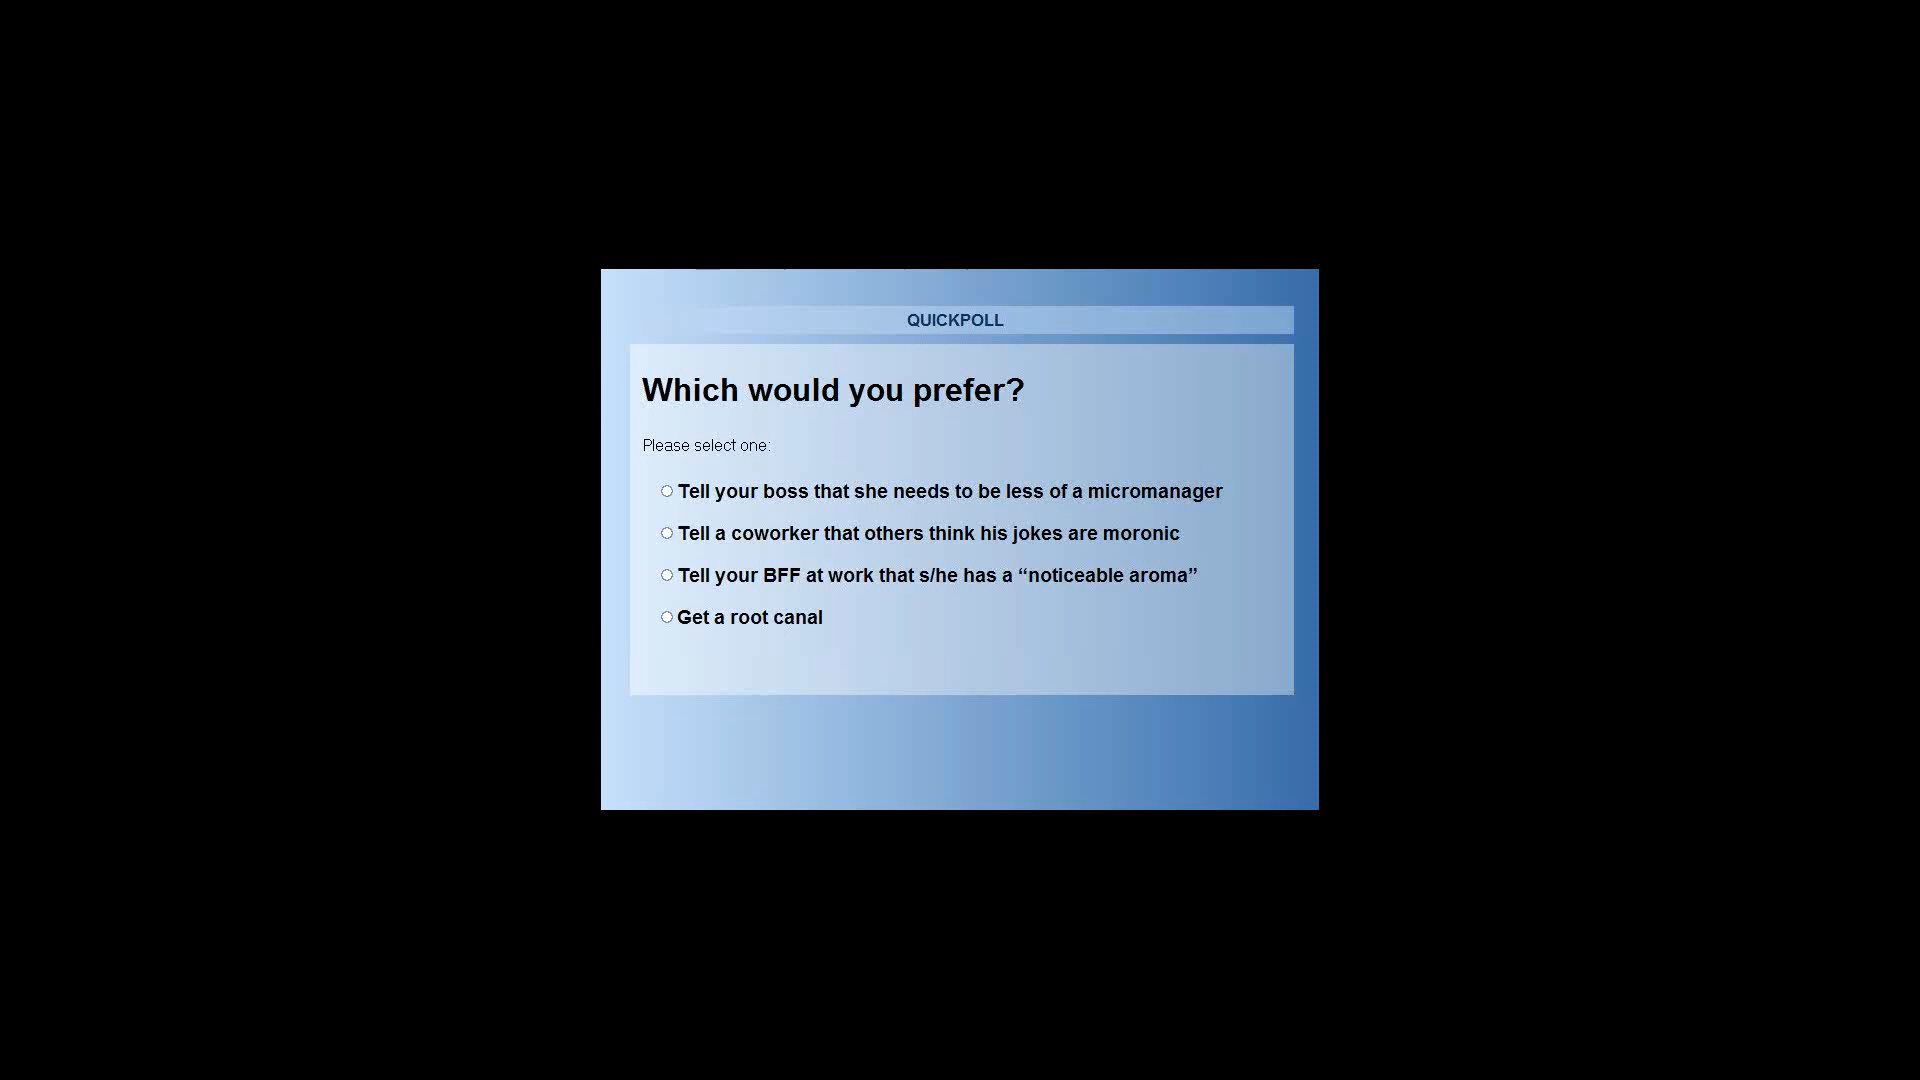 QUICKPOLL
Which would you prefer?
Please select one:
Tell your boss that she needs to be less of a micromanager
Tell a coworker that others think his jokes are moronic
Tell your BFF at work that s/he has a “noticeable aroma”
Get a root canal